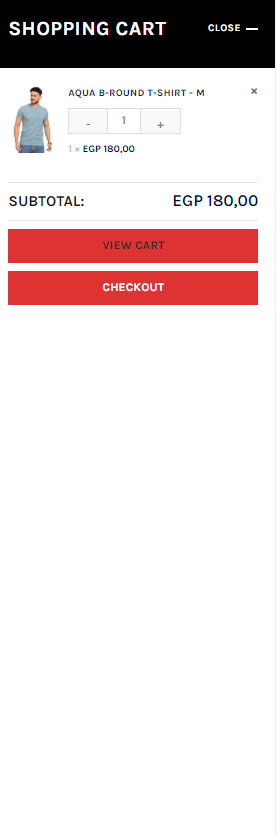 SHOPPING CART
CLOSE
AQUA B-ROUND T-SHIRT - M ×
- 1 +
1 × EGP 180,00
SUBTOTAL: EGP 180,00
VIEW CART
CHECKOUT